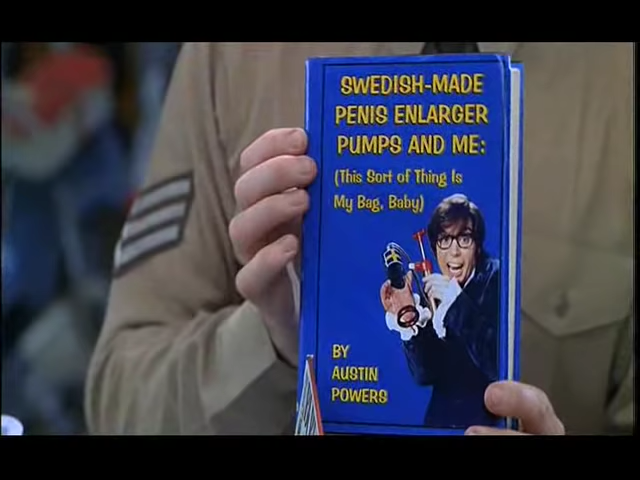 SWEDISH-MADE
PENIS ENLARGER
PUMPS AND ME:
(This Sort of Thing Is
My Bag, Baby)
BY
AUSTIN
POWERS